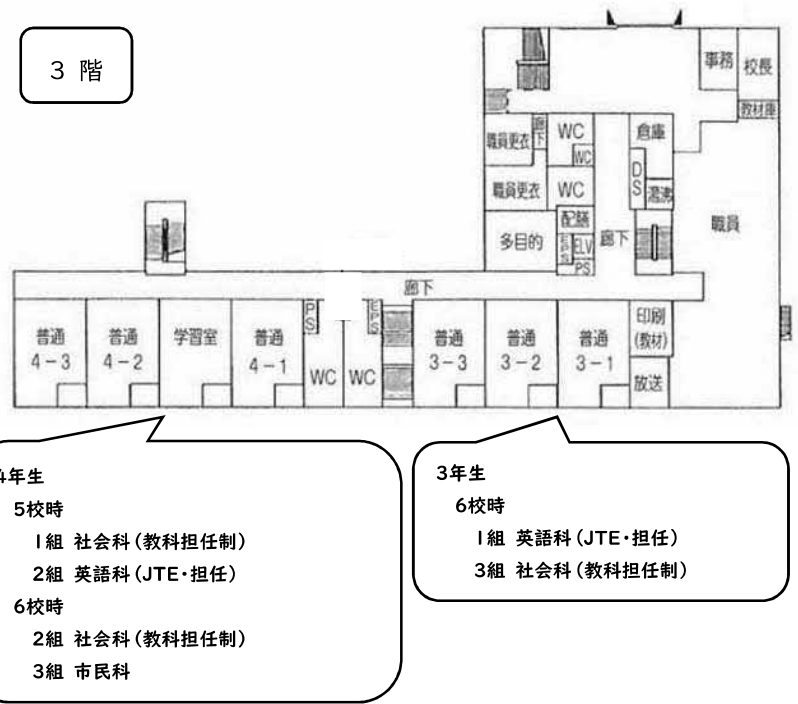 3 階
事務
校長
教材庫
職員更衣
廊下
WC
WC
倉庫
DS
湯沸
職員更衣
WC
配膳
多目的
EPS
ELV
PS
廊下
職員
廊下
普通
4-3
普通
4-2
学習室
普通
4-1
PS
WC
WC
EPS
普通
3-3
普通
3-2
普通
3-1
印刷
(教材)
放送
4年生
5校時
1組 社会科(教科担任制)
2組 英語科(JTE・担任)
6校時
2組 社会科(教科担任制)
3組 市民科
3年生
6校時
1組 英語科(JTE・担任)
3組 社会科(教科担任制)